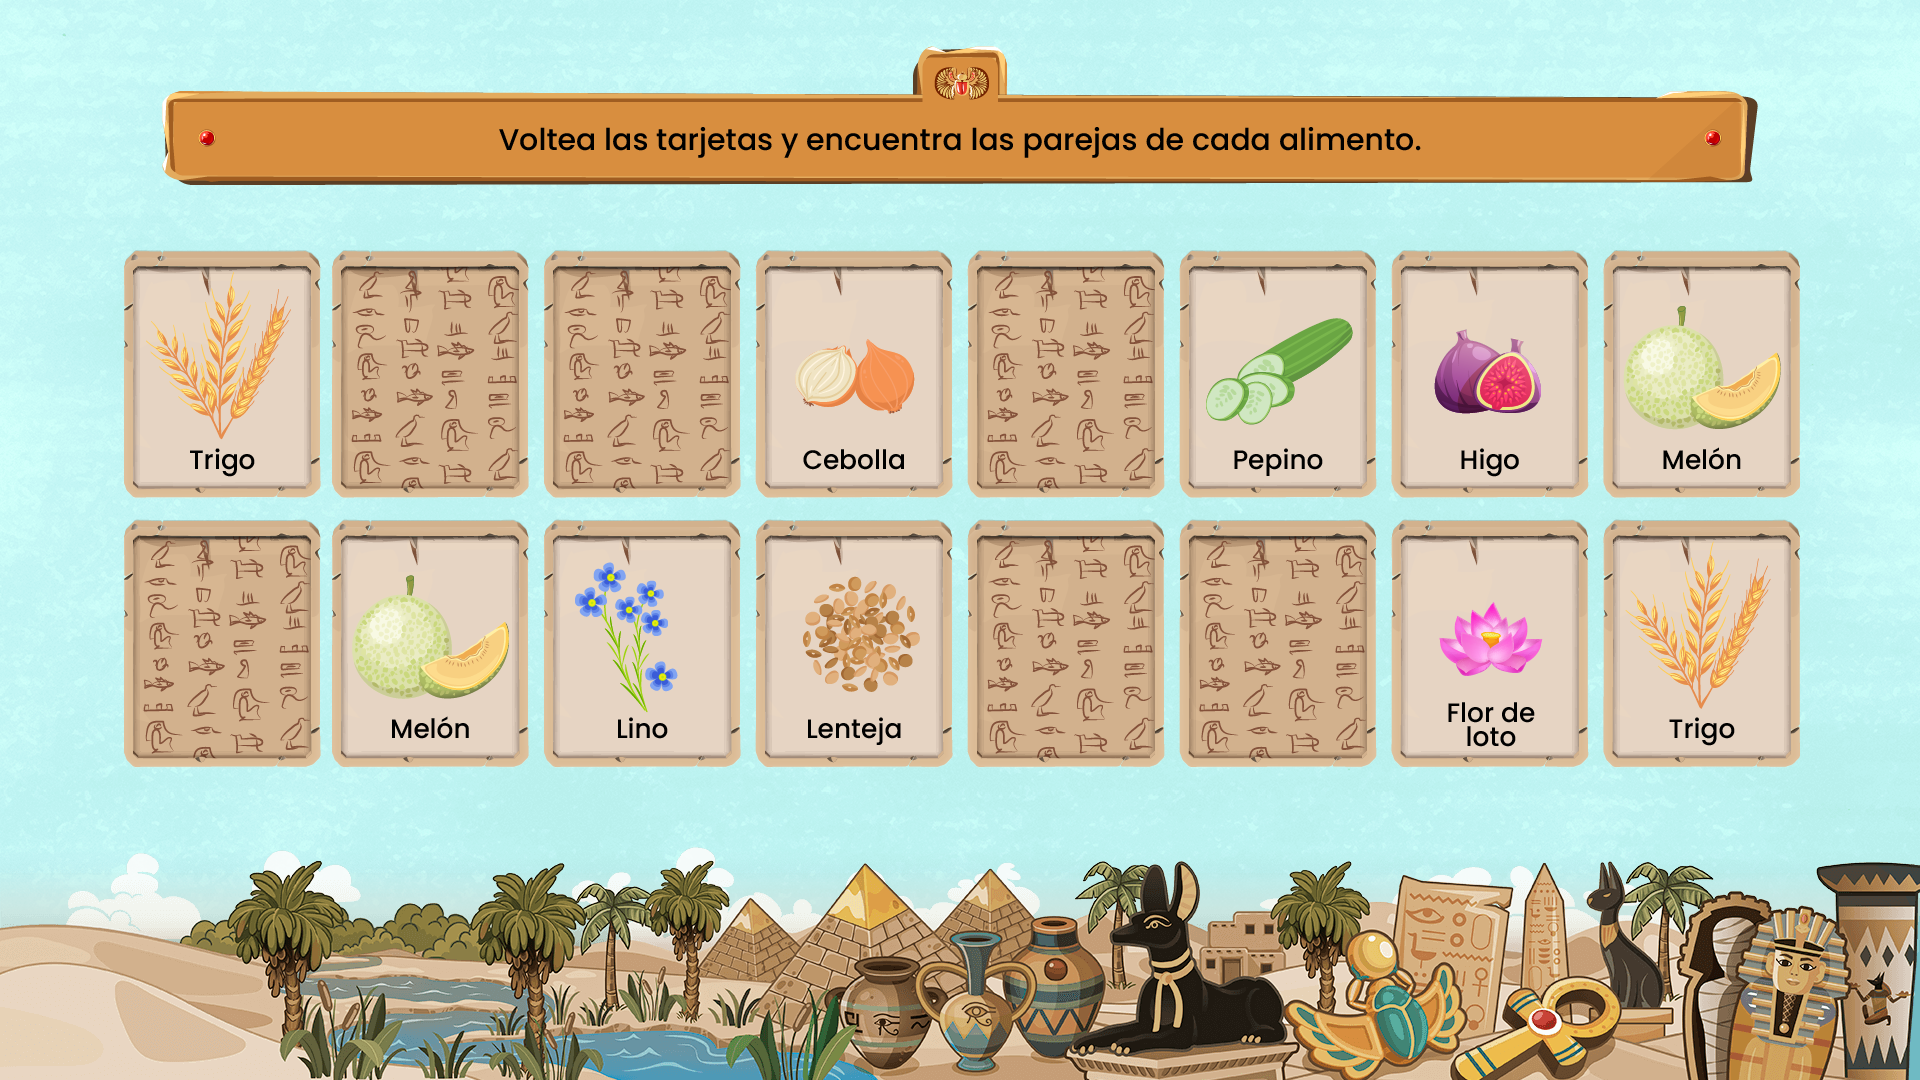 Voltea las tarjetas y encuentra las parejas de cada alimento.
Trigo
Cebolla
Pepino
Higo
Melón
Melón
Lino
Lenteja
Flor de
loto
Trigo